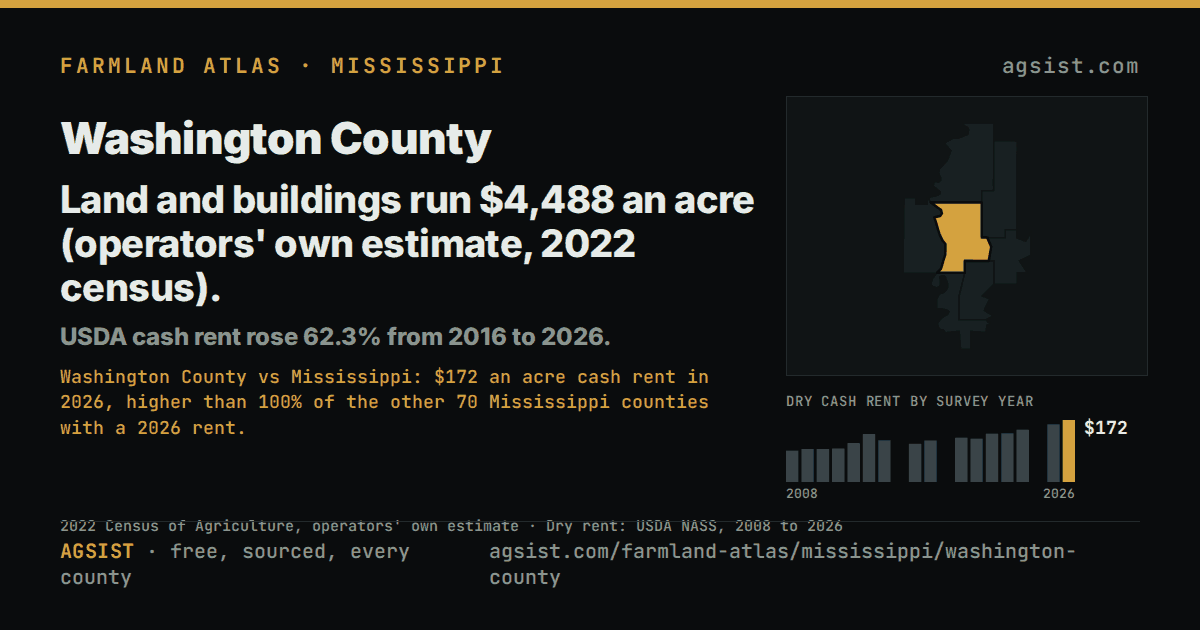 FARMLAND ATLAS · MISSISSIPPI
agsist.com
Washington County
Land and buildings run $4,488 an acre
(operators' own estimate, 2022
census).
USDA cash rent rose 62.3% from 2016 to 2026.
Washington County vs Mississippi: $172 an acre cash rent in
2026, higher than 100% of the other 70 Mississippi counties
with a 2026 rent.
DRY CASH RENT BY SURVEY YEAR
$172
2008
2026
2022 Census of Agriculture, operators' own estimate · Dry rent: USDA NASS, 2008 to 2026
AGSIST · free, sourced, every
county
agsist.com/farmland-atlas/mississippi/washington-
county